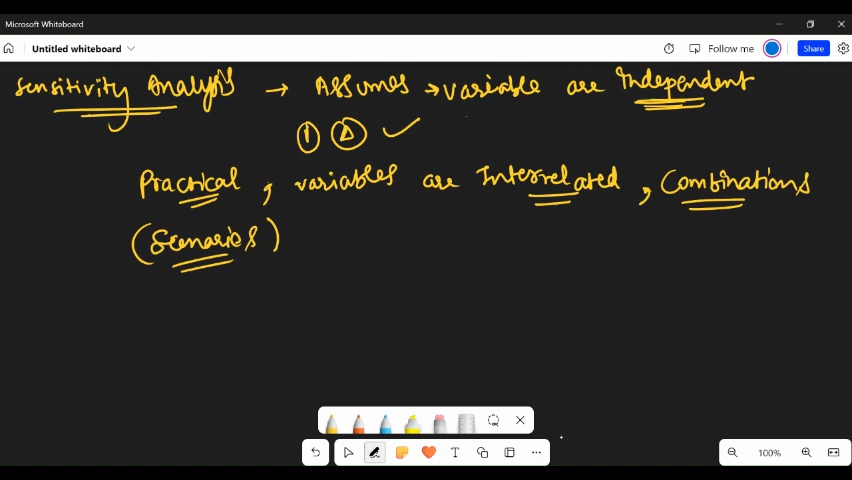 Microsoft Whiteboard
Untitled whiteboard
Follow me
Share
Sensitivity Analysis → Assumes → variable are Independent
① Δ ✓
Practical, variables are Interrelated, Combinations
(Scenarios)
100%